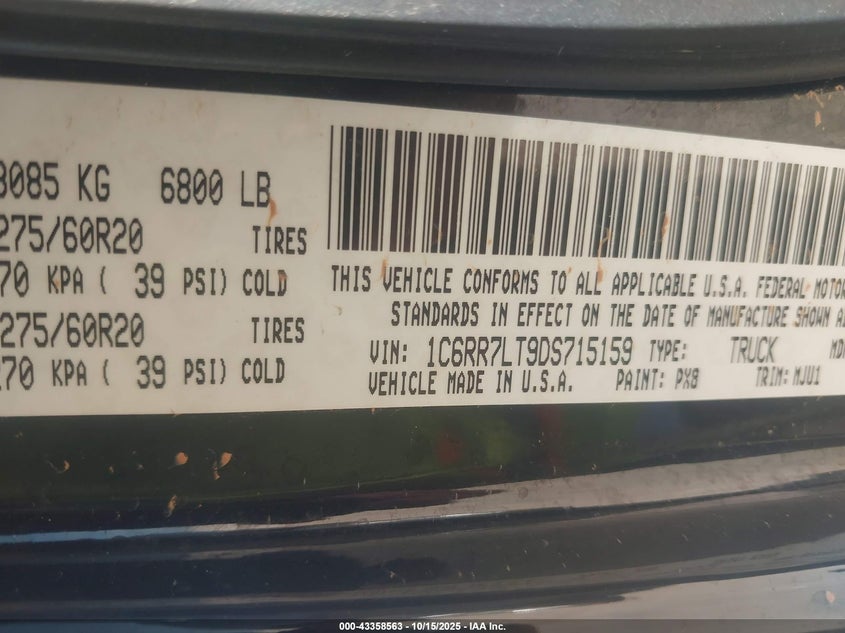 3085 KG 6800 LB
275/60R20 TIRES
70 KPA ( 39 PSI) COLD
275/60R20 TIRES
70 KPA ( 39 PSI) COLD
THIS VEHICLE CONFORMS TO ALL APPLICABLE U.S.A. FEDERAL MOTOR
STANDARDS IN EFFECT ON THE DATE OF MANUFACTURE SHOWN
VIN: 1C6RR7LT9DS715159 TYPE: TRUCK
VEHICLE MADE IN U.S.A. PAINT: PX8 TRIM: MJU1
000-43358563 - 10/15/2025 - IAA Inc.